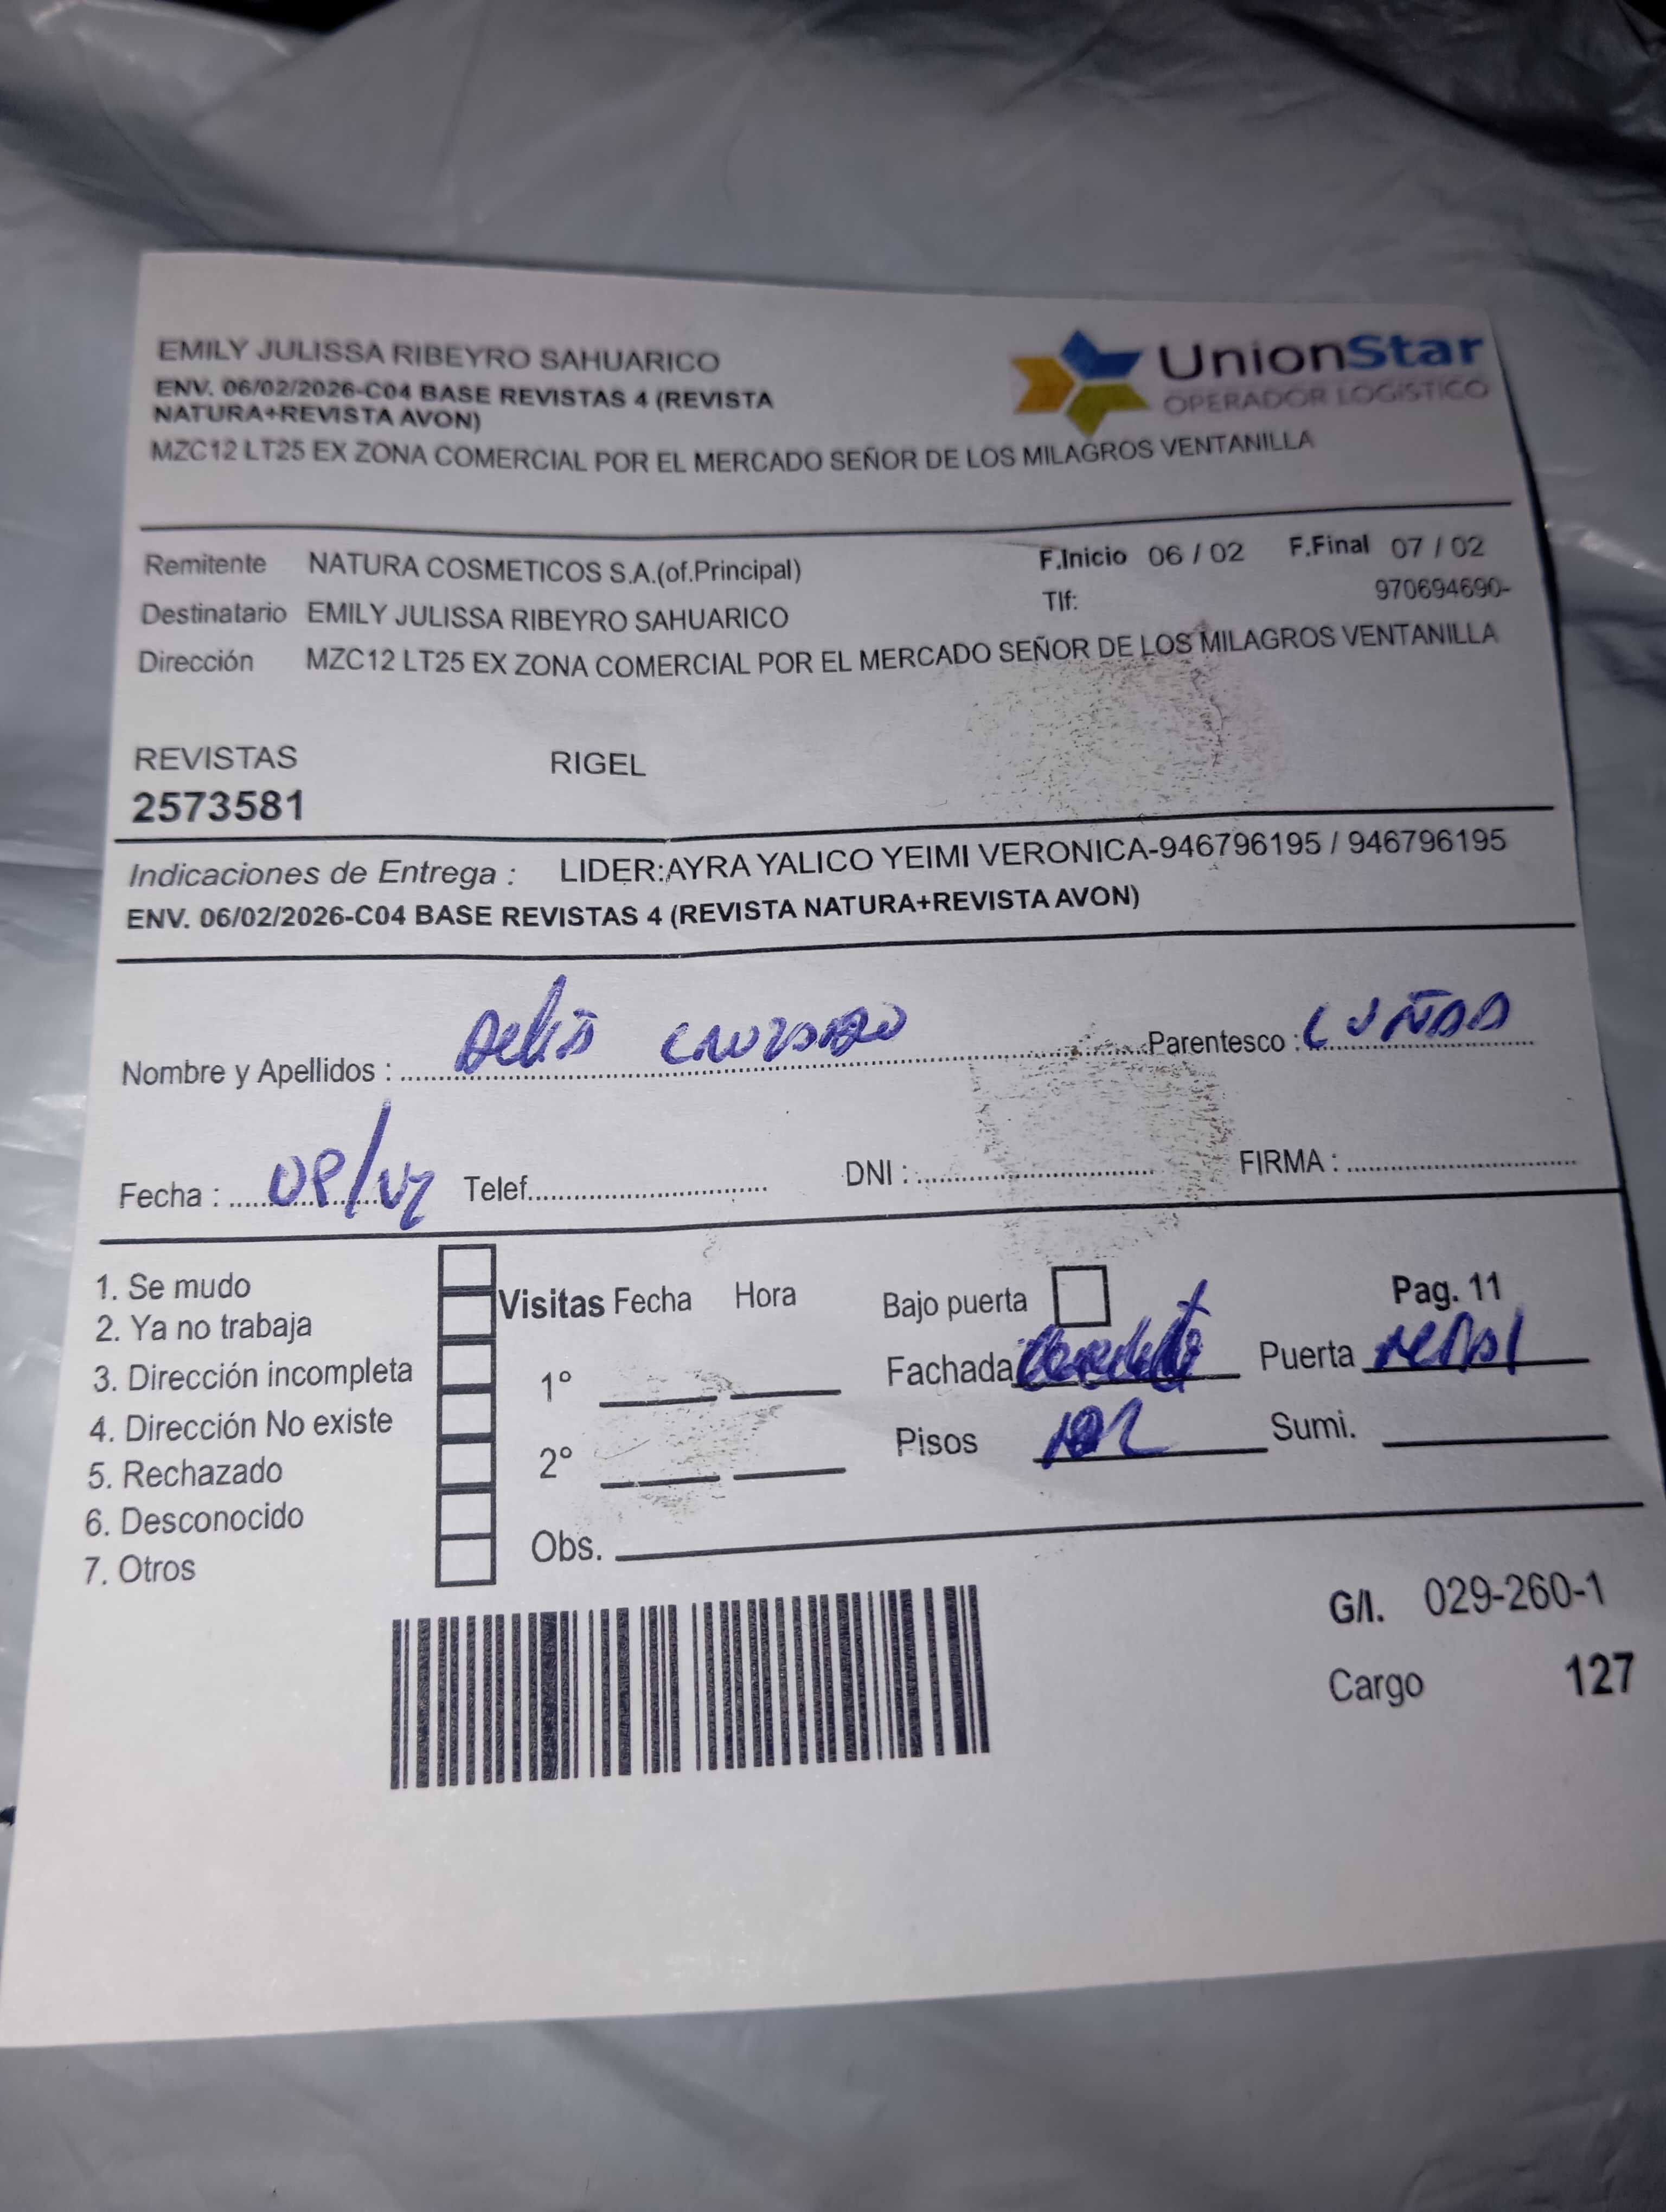 EMILY JULISSA RIBEYRO SAHUARICO
ENV. 06/02/2026-C04 BASE REVISTAS 4 (REVISTA
NATURA+REVISTA AVON)
MZC12 LT25 EX ZONA COMERCIAL POR EL MERCADO SEÑOR DE LOS MILAGROS VENTANILLA
UnionStar
OPERADOR LOGÍSTICO
Remitente NATURA COSMETICOS S.A.(of.Principal) F.Inicio 06 / 02 F.Final 07 / 02
Destinatario EMILY JULISSA RIBEYRO SAHUARICO Tlf: 970694690-
Dirección MZC12 LT25 EX ZONA COMERCIAL POR EL MERCADO SEÑOR DE LOS MILAGROS VENTANILLA
REVISTAS RIGEL
2573581
Indicaciones de Entrega : LIDER:AYRA YALICO YEIMI VERONICA-946796195 / 946796195
ENV. 06/02/2026-C04 BASE REVISTAS 4 (REVISTA NATURA+REVISTA AVON)
Nombre y Apellidos : Delia Parentesco : CUÑADA
Fecha : Telef. DNI : FIRMA :
1. Se mudo
2. Ya no trabaja
3. Dirección incompleta
4. Dirección No existe
5. Rechazado
6. Desconocido
7. Otros
Visitas Fecha Hora
1°
2°
Obs.
Bajo puerta Pag. 11
Fachada Puerta METAL
Pisos Sumi.
G/I. 029-260-1
Cargo 127